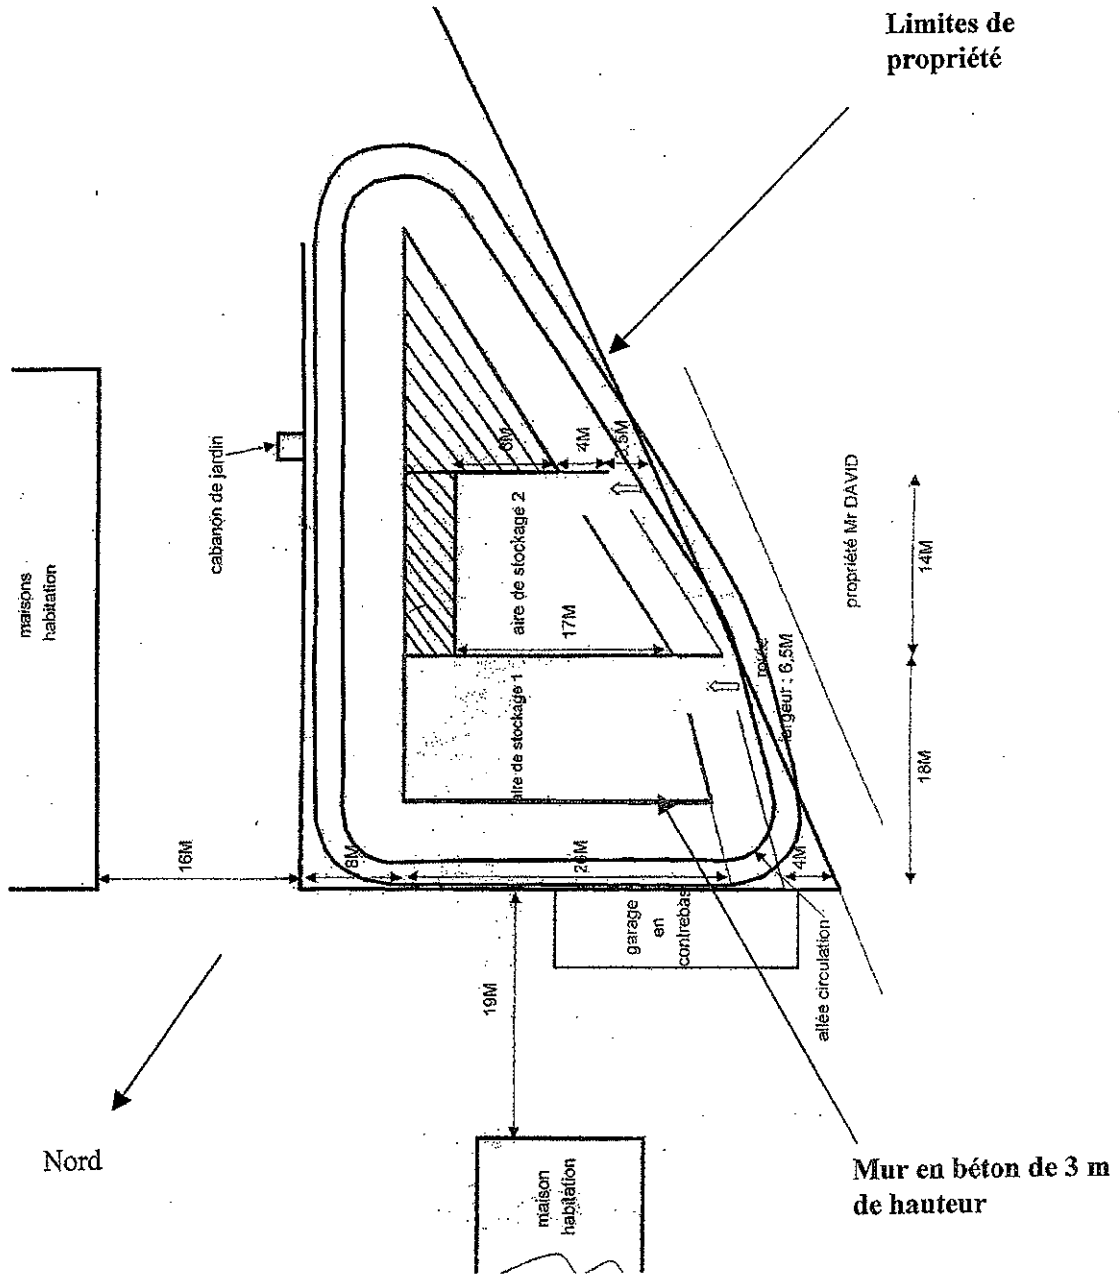 Limites de
propriété
cabanon de jardin
maisons
habitation
6M
4M
3,5M
aire de stockage 2
17M
propriété Mr DAVID
14M
aire de stockage 1
largeur : 6,5M
18M
16M
8M
26M
4M
garage
en
contrebas
allée circulation
19M
Nord
maison
habitation
Mur en béton de 3 m
de hauteur